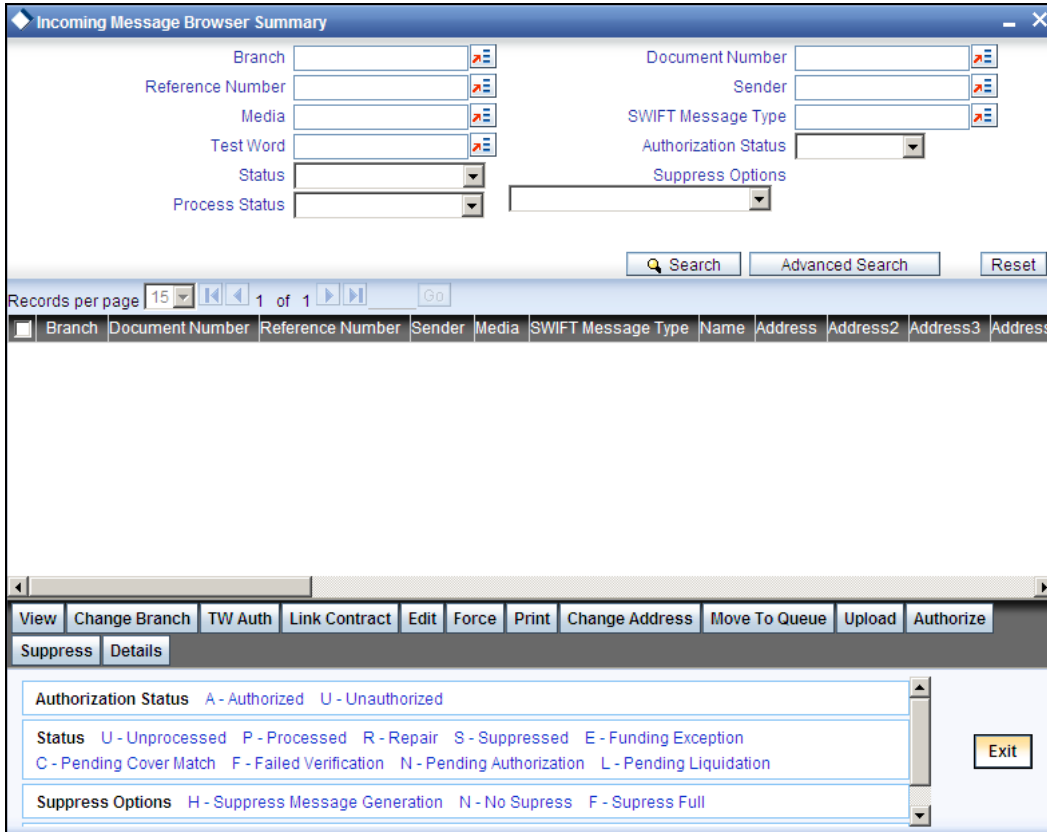 Incoming Message Browser Summary
Branch Document Number
Reference Number Sender
Media SWIFT Message Type
Test Word Authorization Status
Status Suppress Options
Process Status
Search Advanced Search Reset
Records per page 15 1 of 1 Go
Branch Document Number Reference Number Sender Media SWIFT Message Type Name Address Address2 Address3 Address
View Change Branch TW Auth Link Contract Edit Force Print Change Address Move To Queue Upload Authorize
Suppress Details
Authorization Status A - Authorized U - Unauthorized
Status U - Unprocessed P - Processed R - Repair S - Suppressed E - Funding Exception
C - Pending Cover Match F - Failed Verification N - Pending Authorization L - Pending Liquidation
Exit
Suppress Options H - Suppress Message Generation N - No Supress F - Supress Full